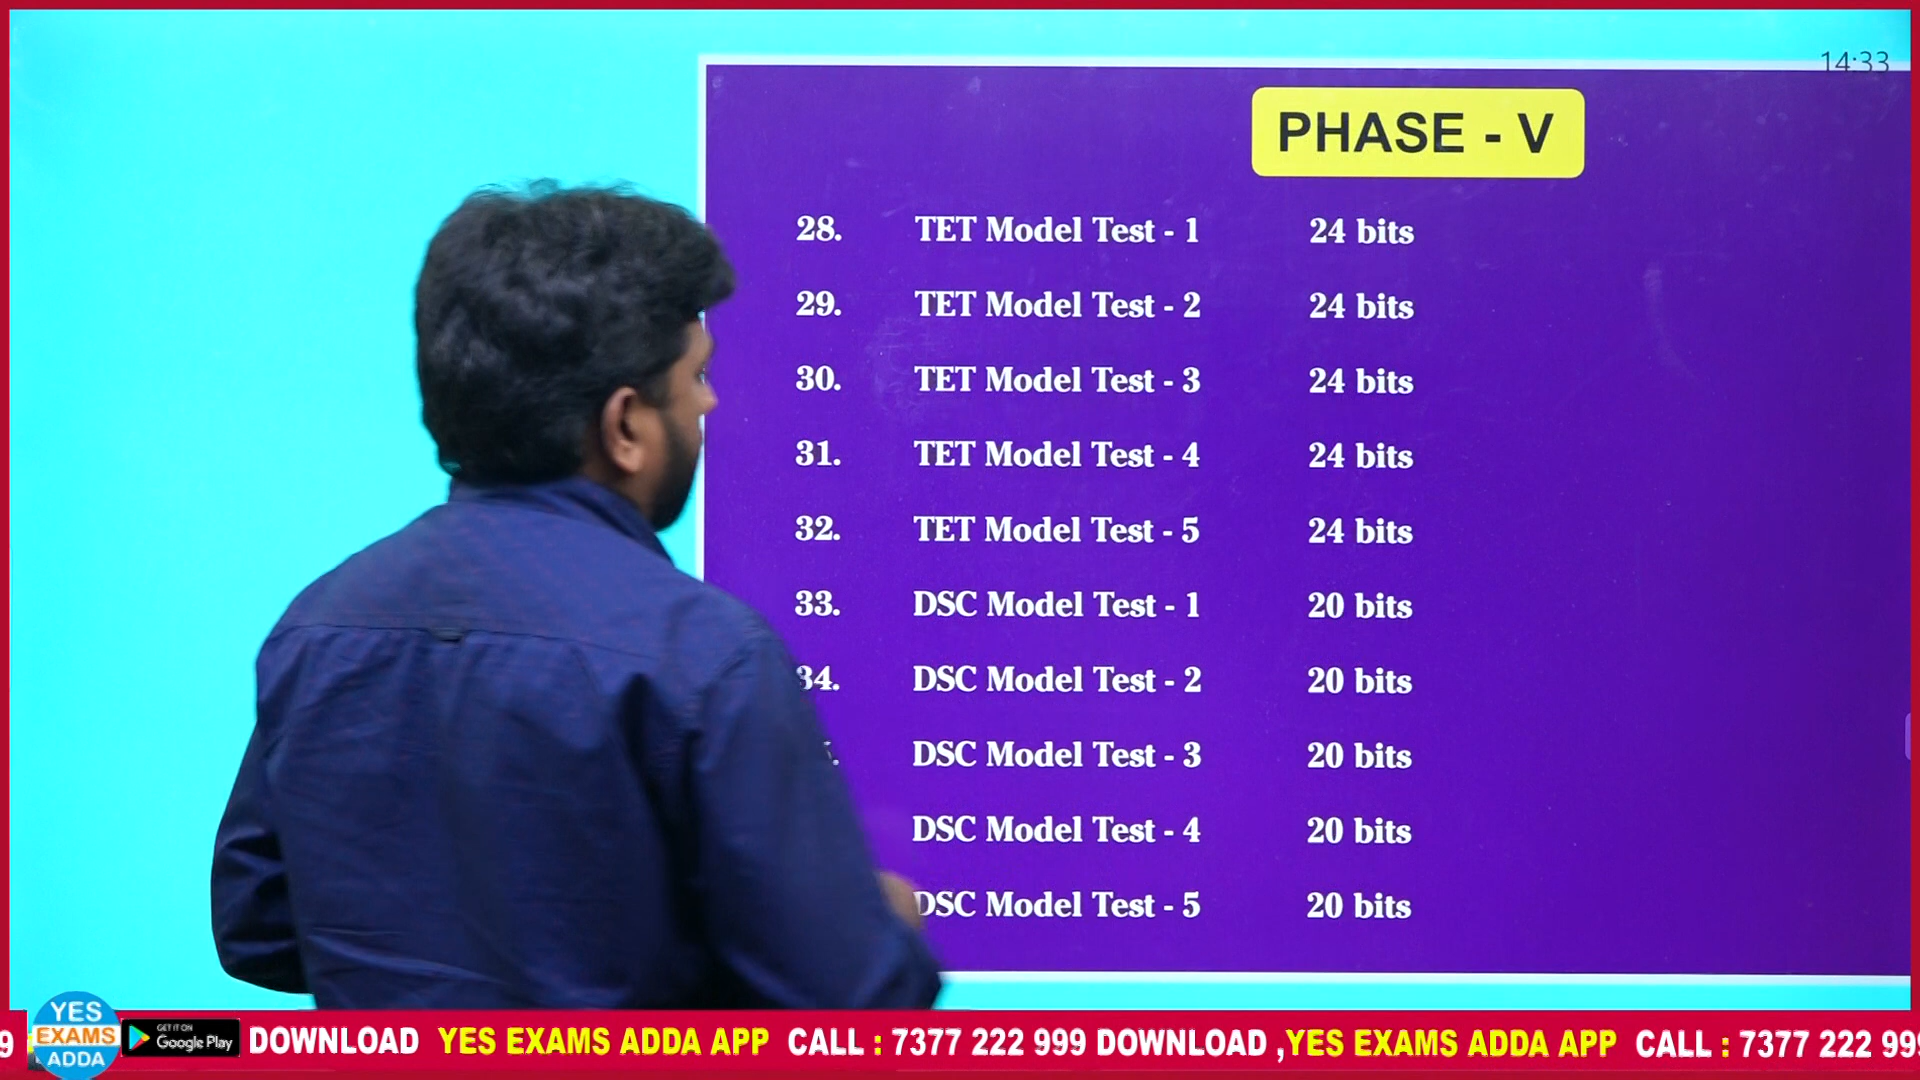 14:33
PHASE - V
28. TET Model Test - 1 24 bits
29. TET Model Test - 2 24 bits
30. TET Model Test - 3 24 bits
31. TET Model Test - 4 24 bits
32. TET Model Test - 5 24 bits
33. DSC Model Test - 1 20 bits
34. DSC Model Test - 2 20 bits
DSC Model Test - 3 20 bits
DSC Model Test - 4 20 bits
DSC Model Test - 5 20 bits
9 YES EXAMS ADDA GET IT ON Google Play DOWNLOAD YES EXAMS ADDA APP CALL : 7377 222 999 DOWNLOAD ,YES EXAMS ADDA APP CALL : 7377 222 999